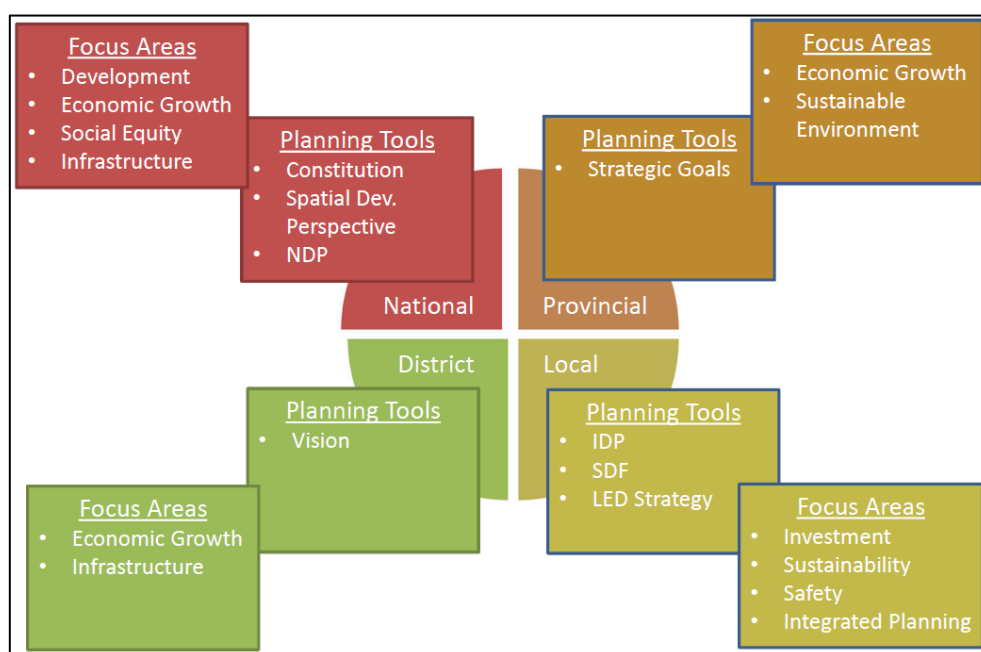 Focus Areas
• Development
• Economic Growth
• Social Equity
• Infrastructure
Planning Tools
• Constitution
• Spatial Dev.
Perspective
• NDP
National
Focus Areas
• Economic Growth
• Sustainable
Environment
Planning Tools
• Strategic Goals
Provincial
District
Planning Tools
• Vision
Focus Areas
• Economic Growth
• Infrastructure
Local
Planning Tools
• IDP
• SDF
• LED Strategy
Focus Areas
• Investment
• Sustainability
• Safety
• Integrated Planning